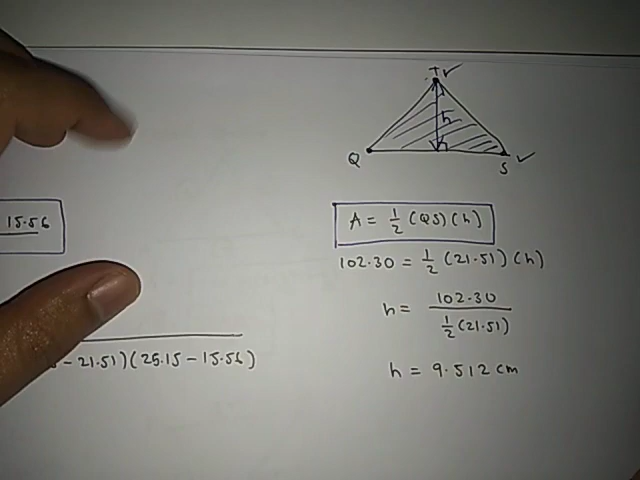 T
h
Q
S
15.56
A = 1/2 (QS) (h)
102.30 = 1/2 (21.51) (h)
h = 102.30 / 1/2 (21.51)
- 21.51) (25.15 - 15.56)
h = 9.512 cm